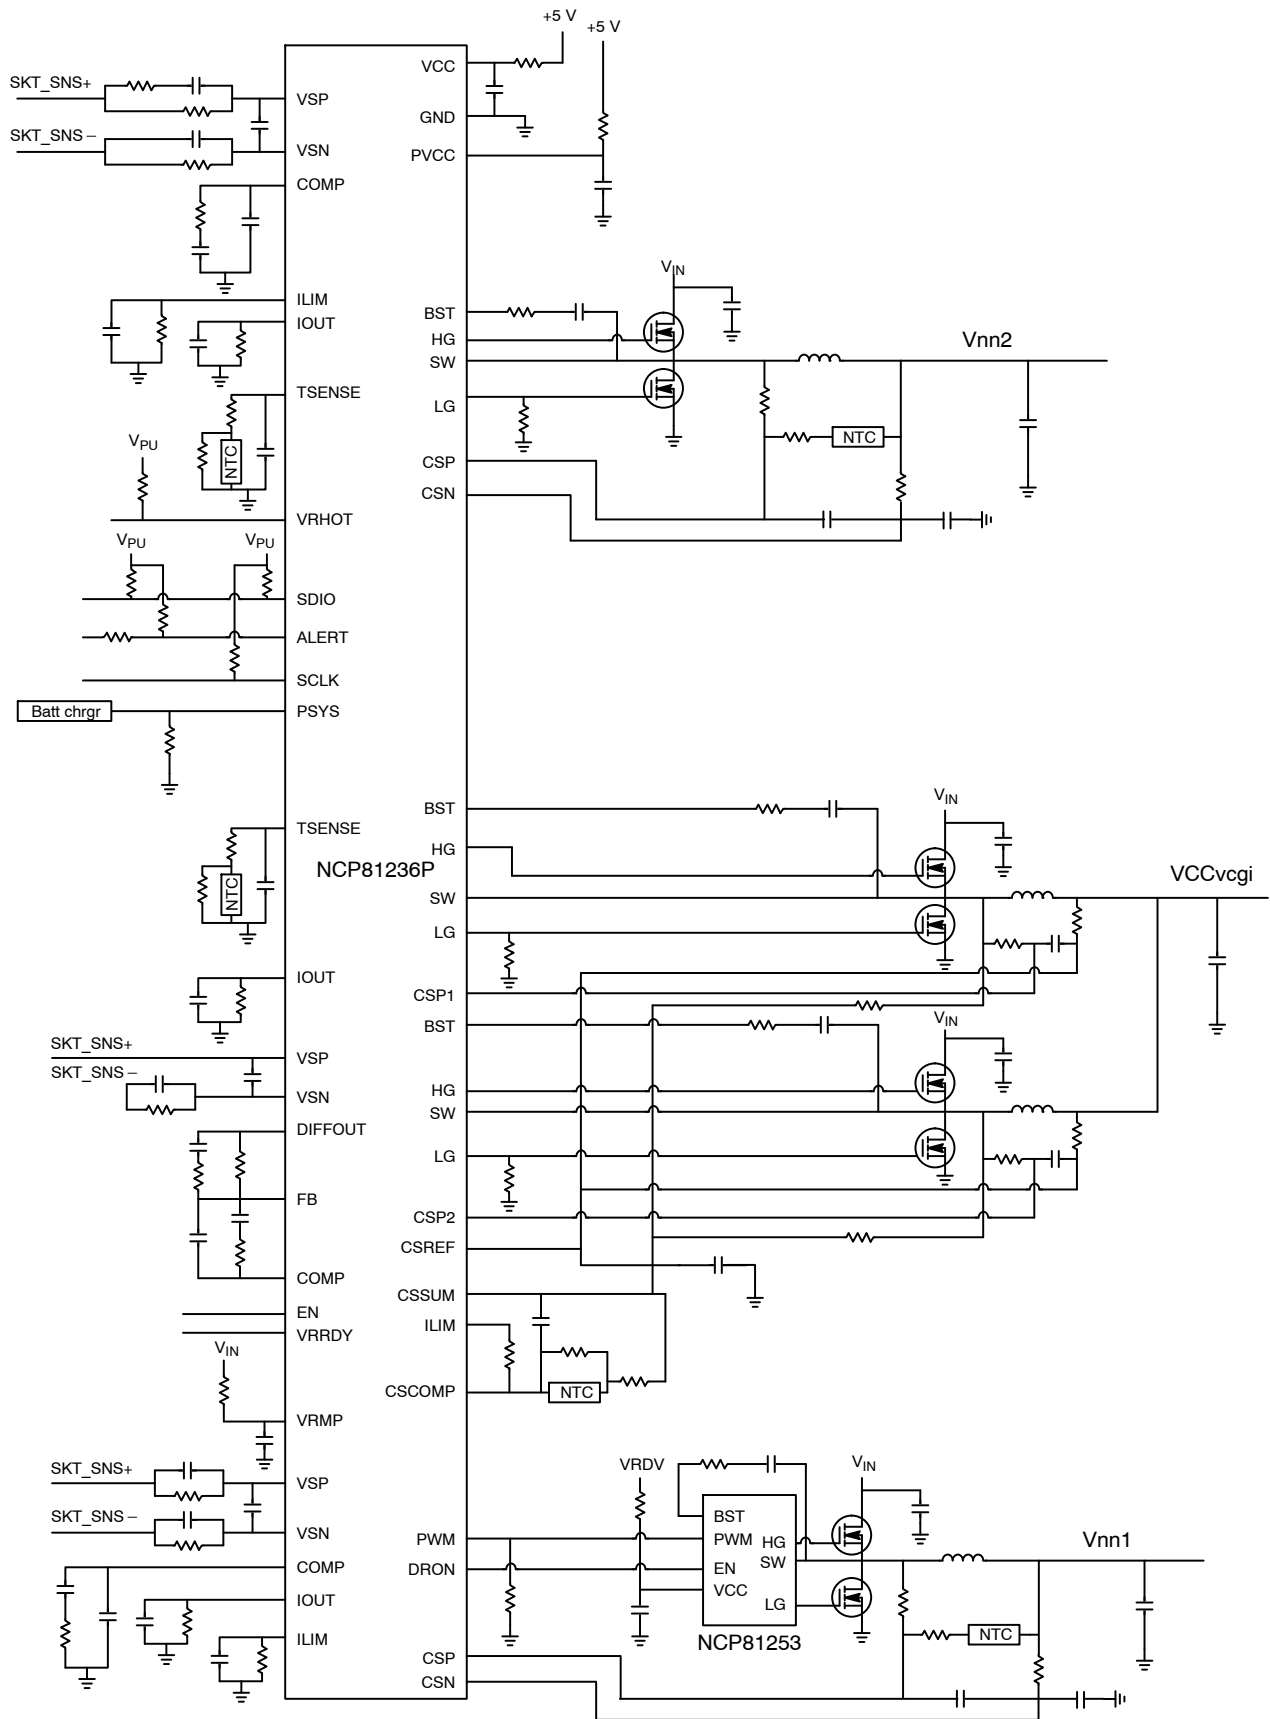 +5 V
+5 V
VCC
SKT_SNS+
VSP
GND
SKT_SNS−
VSN
PVCC
COMP
VIN
ILIM
BST
IOUT
HG
Vnn2
SW
TSENSE
LG
NTC
VPU
NTC
CSP
CSN
VRHOT
VPU
VPU
SDIO
ALERT
SCLK
Batt chrgr
PSYS
VIN
BST
TSENSE
HG
NCP81236P
VCCvcgi
NTC
SW
LG
IOUT
CSP1
VIN
BST
SKT_SNS+
VSP
SKT_SNS−
HG
VSN
SW
DIFFOUT
LG
FB
CSP2
CSREF
COMP
CSSUM
EN
ILIM
VRRDY
VIN
CSCOMP
NTC
VRMP
VRDV
VIN
SKT_SNS+
VSP
BST
SKT_SNS−
VSN
PWM
PWM
HG
SW
Vnn1
COMP
DRON
EN
VCC
IOUT
LG
ILIM
NCP81253
NTC
CSP
CSN